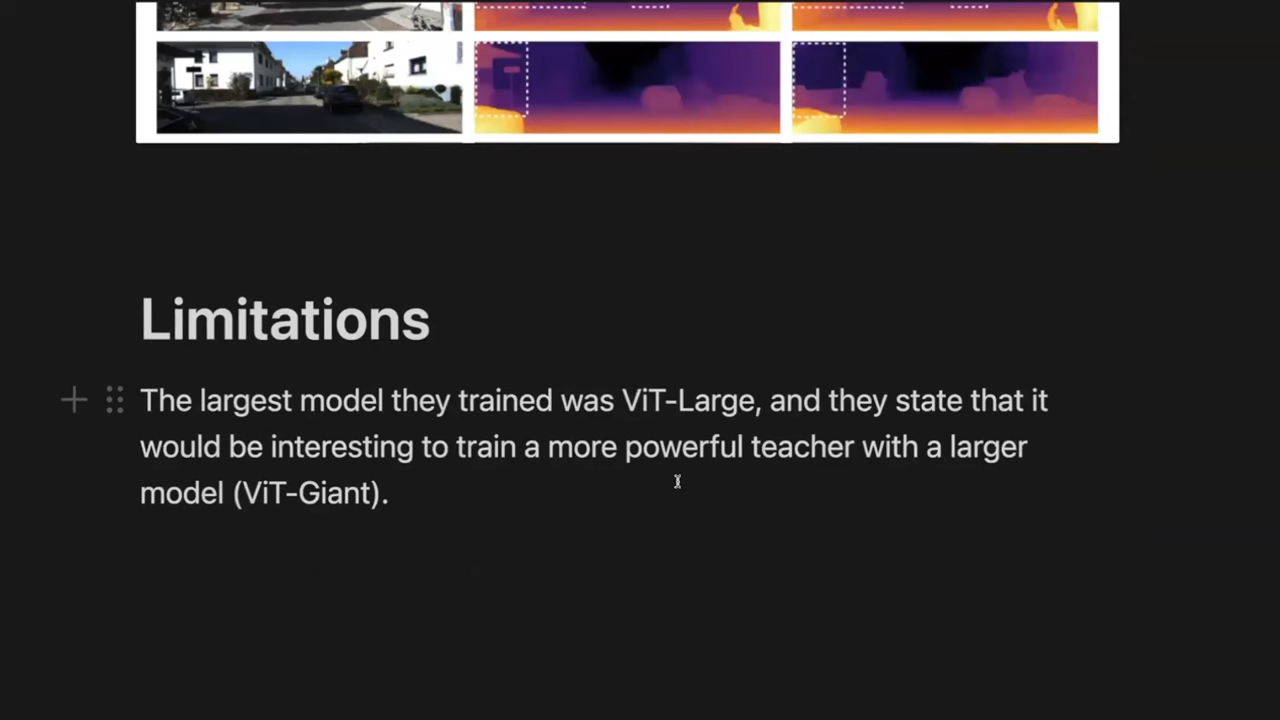 Limitations
The largest model they trained was ViT-Large, and they state that it
would be interesting to train a more powerful teacher with a larger
model (ViT-Giant).